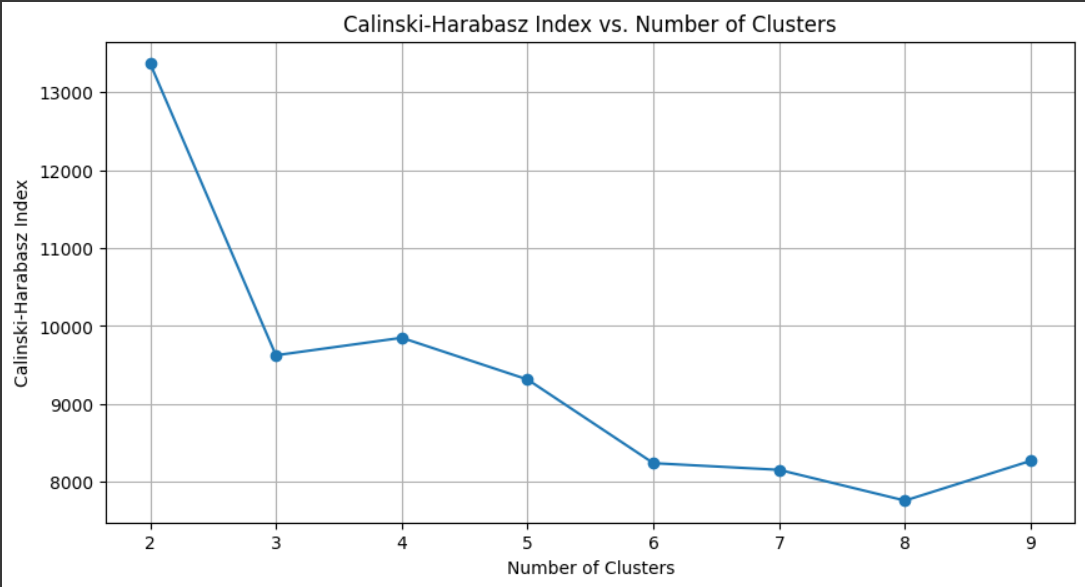 Calinski-Harabasz Index vs. Number of Clusters
Calinski-Harabasz Index
13000
12000
11000
10000
9000
8000
2 3 4 5 6 7 8 9
Number of Clusters